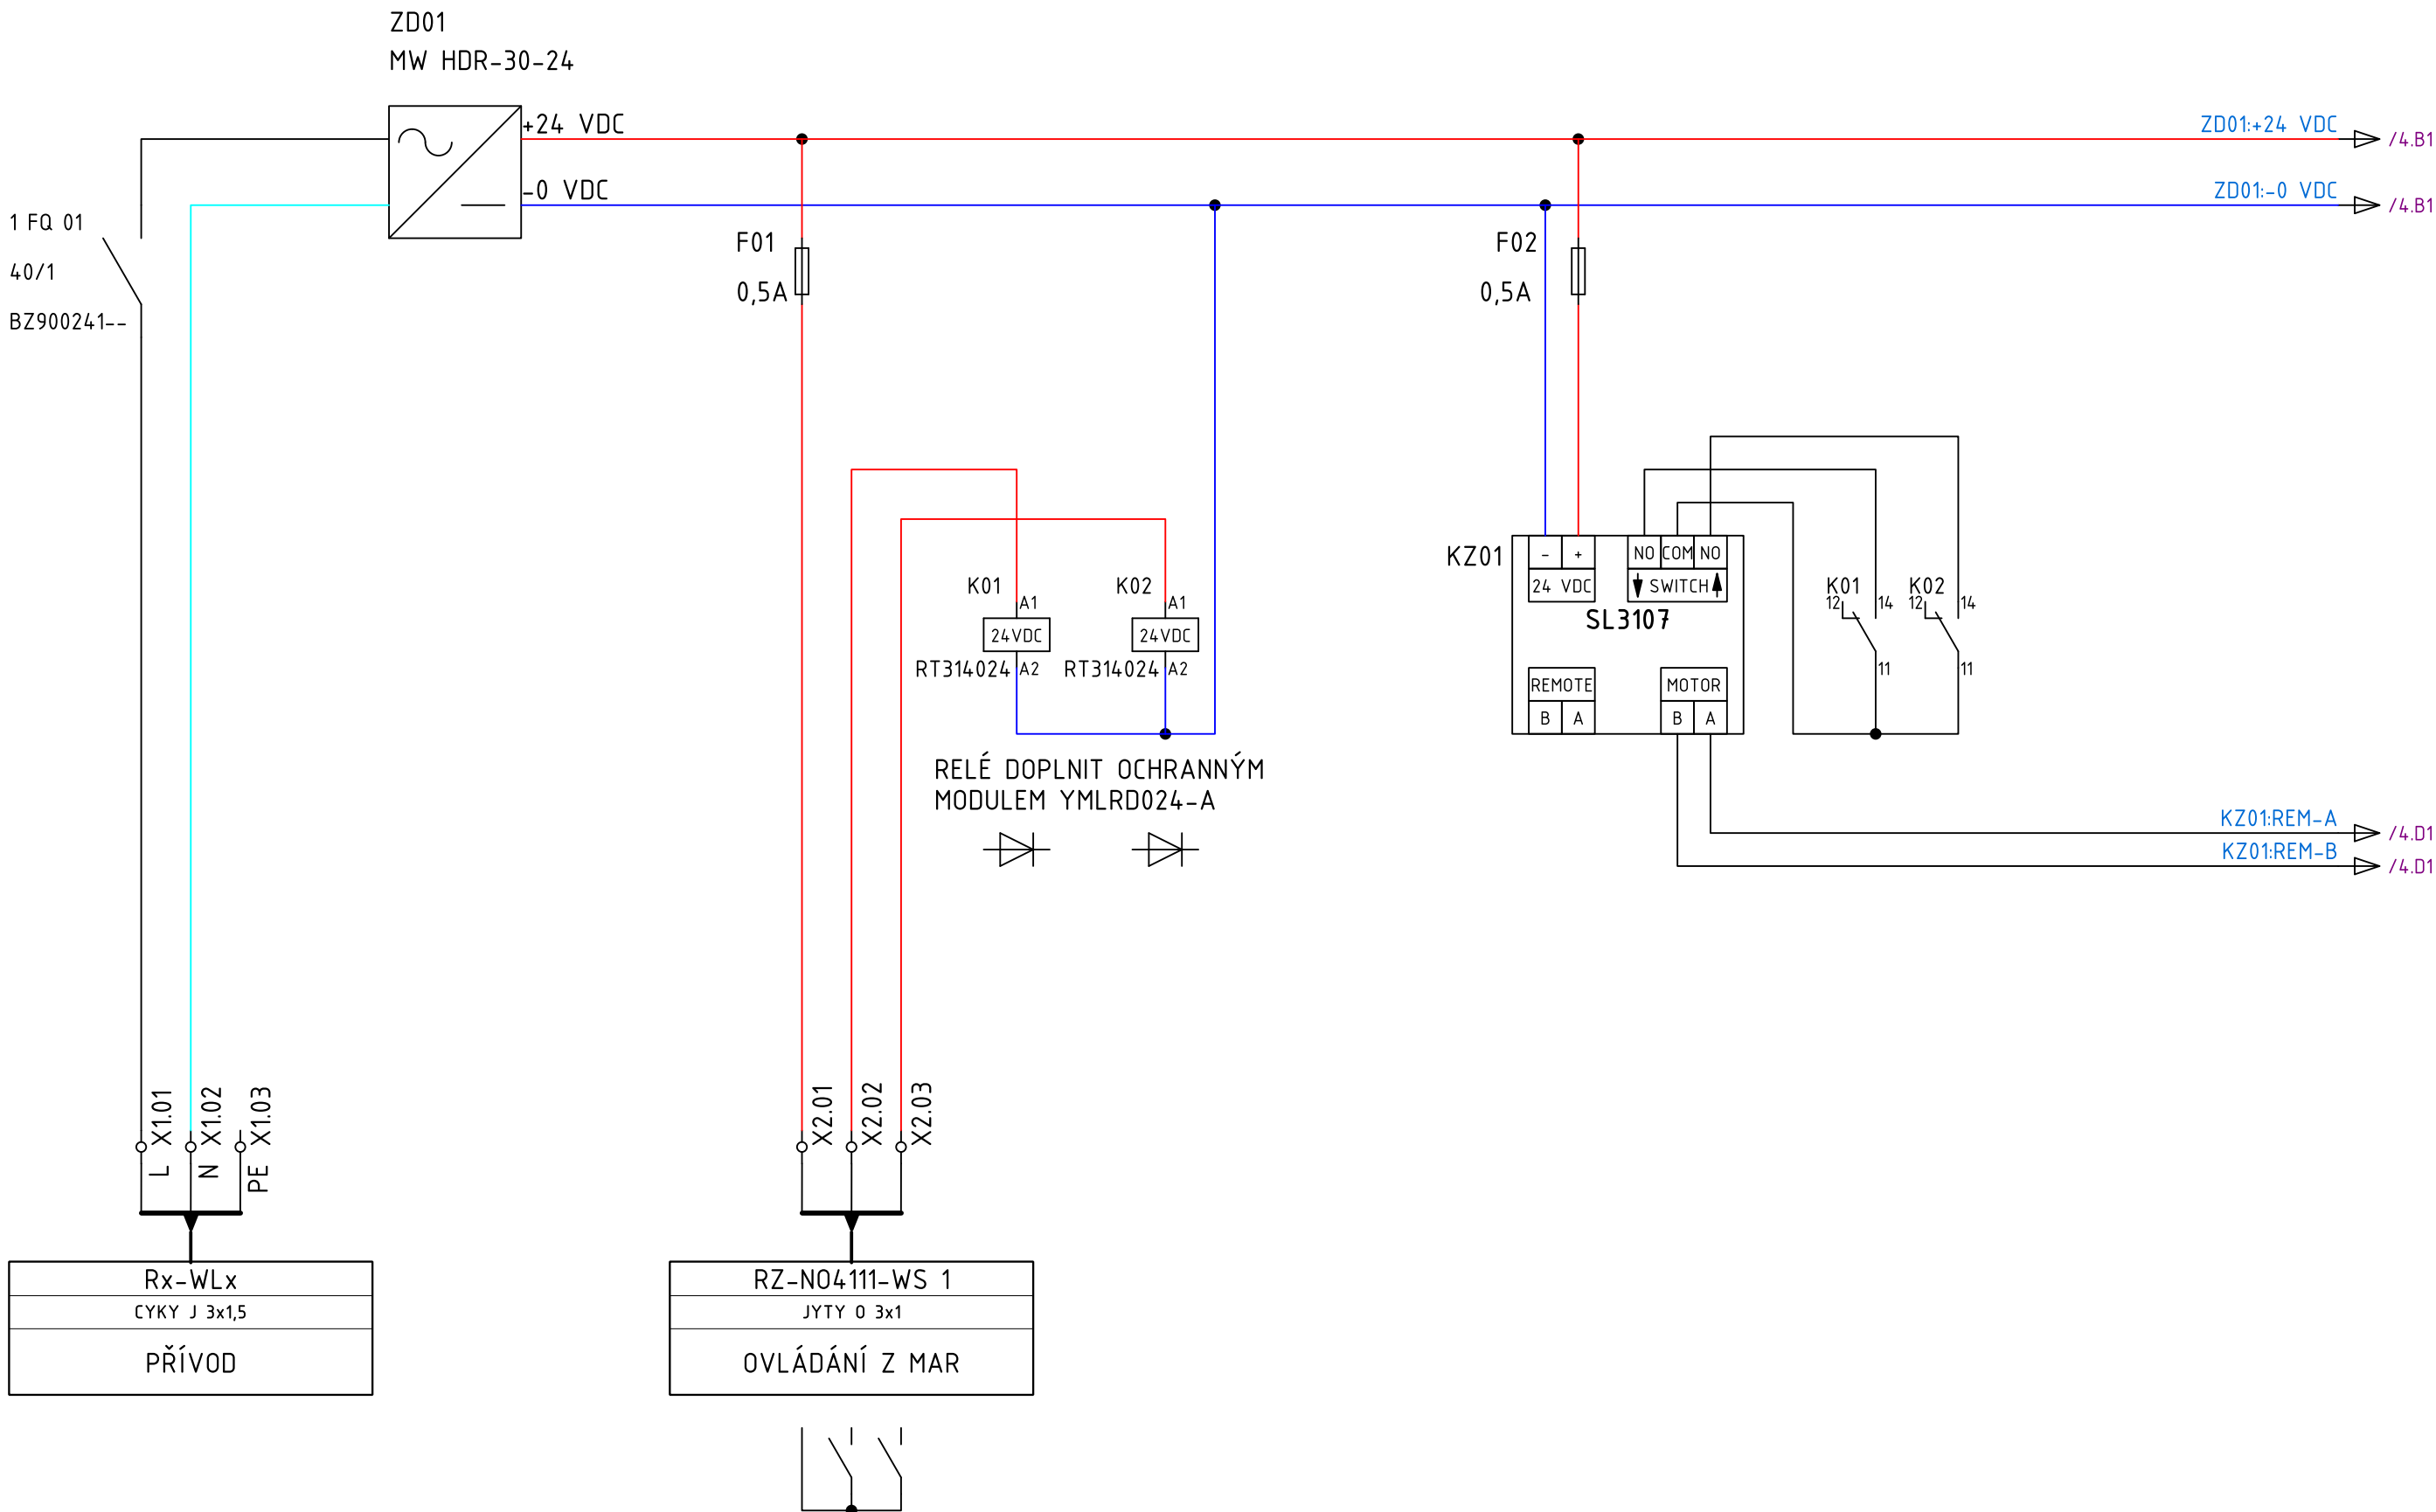 ZD01
MW HDR-30-24
+24 VDC
-0 VDC
ZD01:+24 VDC
/4.B1
ZD01:-0 VDC
/4.B1
1 FQ 01
40/1
BZ900241--
F01
0,5A
F02
0,5A
K01
A1
24VDC
RT314024
A2
K02
A1
24VDC
RT314024
A2
KZ01
- +
24 VDC
NO COM NO
SWITCH
SL3107
REMOTE
B A
MOTOR
B A
K01
12 14
11
K02
12 14
11
RELÉ DOPLNIT OCHRANNÝM
MODULEM YMLRD024-A
KZ01:REM-A
/4.D1
KZ01:REM-B
/4.D1
X1.01
X1.02
X1.03
L
N
PE
X2.01
X2.02
X2.03
Rx-WLx
CYKY J 3x1,5
PŘÍVOD
RZ-NO4111-WS 1
JYTY O 3x1
OVLÁDÁNÍ Z MAR